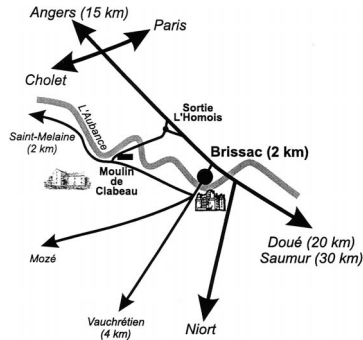 Angers (15 km)
Paris
Cholet
L'Aubance
Sortie
L'Homois
Saint-Melaine
(2 km)
Brissac (2 km)
Moulin
de
Clabeau
Doué (20 km)
Saumur (30 km)
Mozé
Vauchrétien
(4 km)
Niort